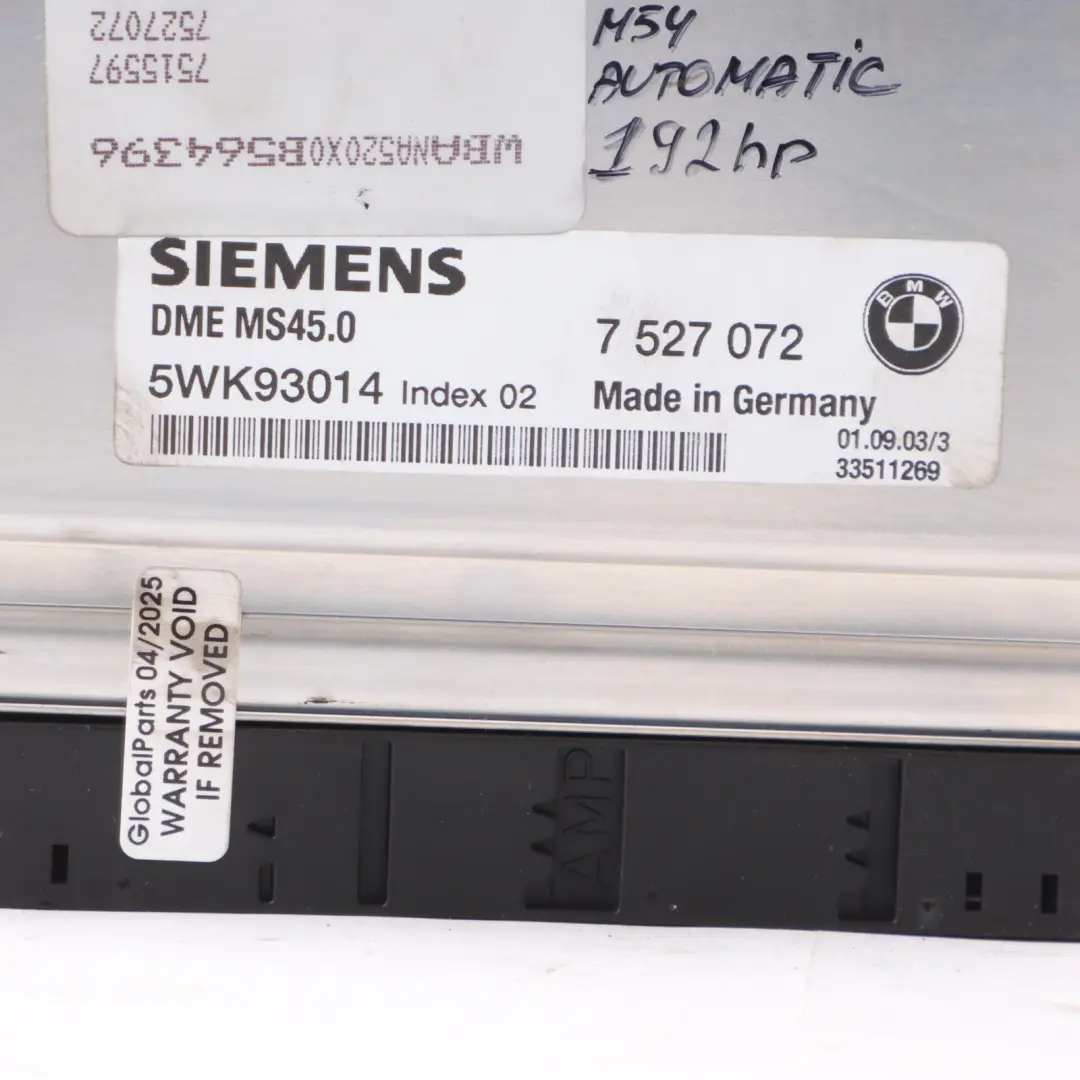 7527072
7515597
WBANA520X0B564396
M54
AUTOMATIC
192hp
SIEMENS
DME MS45.0
7 527 072
BMW
5WK93014 Index 02
Made in Germany
01.09.03/3
33511269
GlobalParts 04/2025
WARRANTY VOID
IF REMOVED
AMP